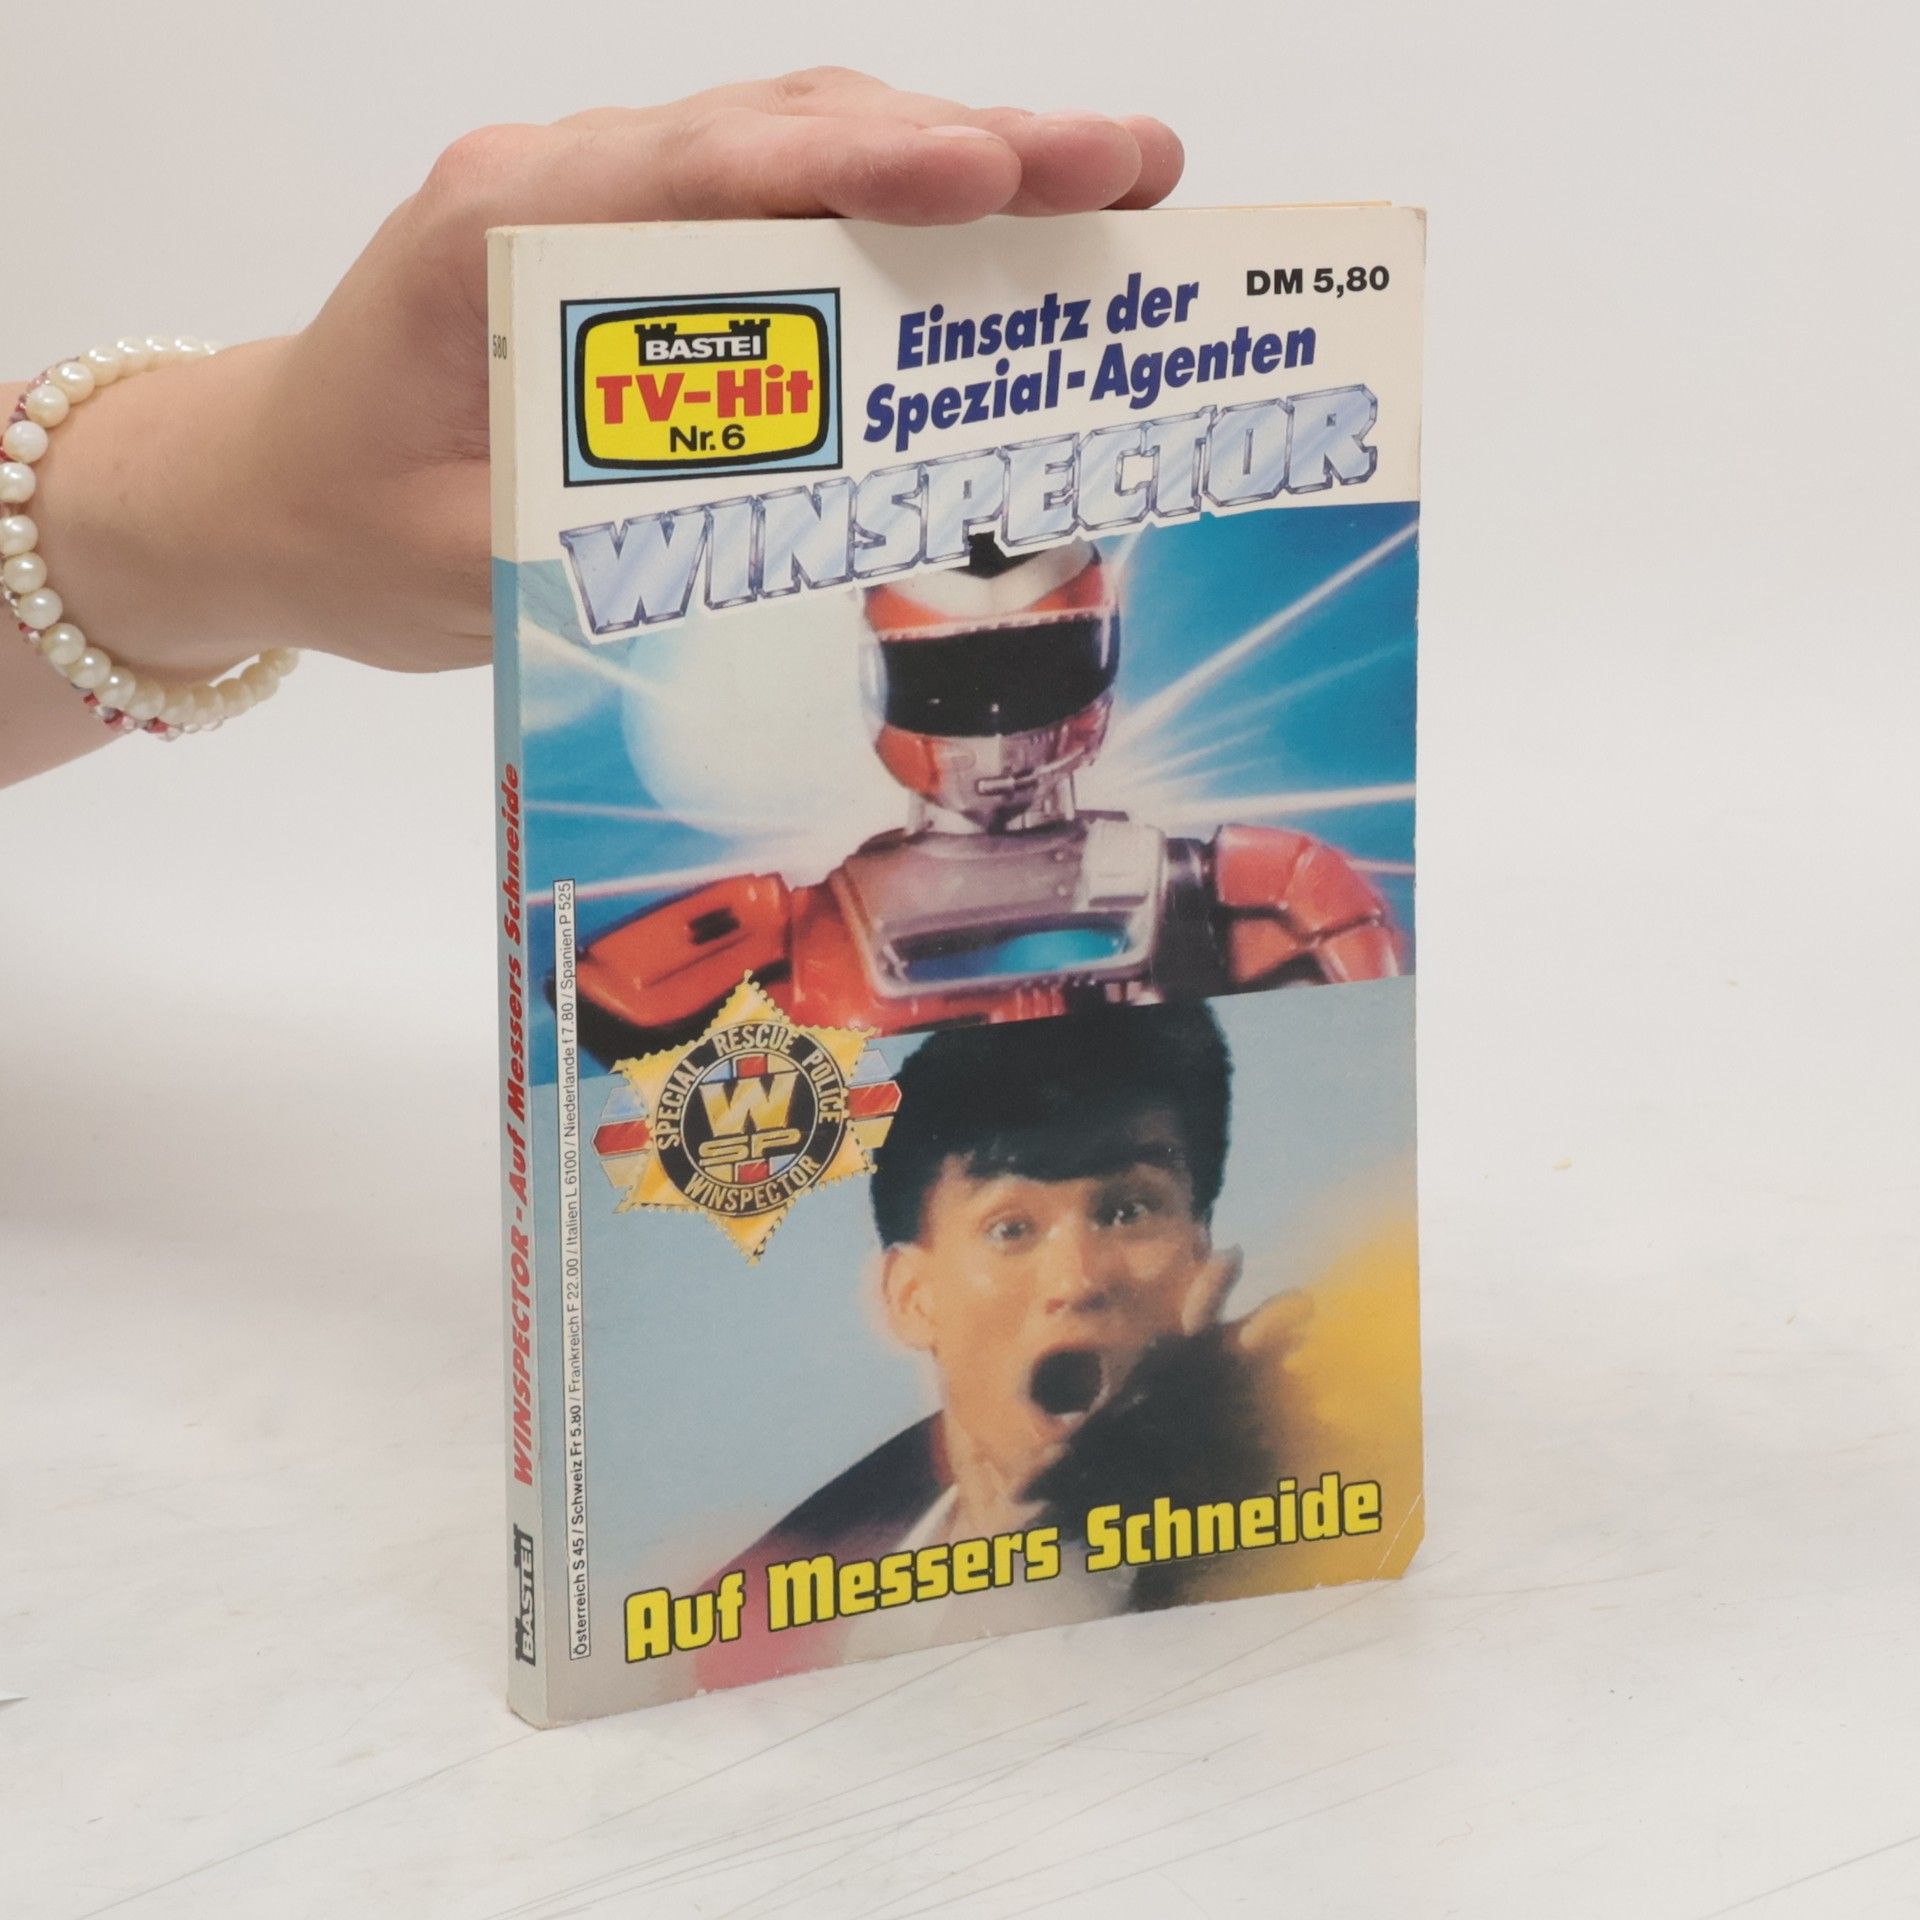 BASTEI
TV-Hit
Nr. 6
Einsatz der
Spezial-Agenten
DM 5,80
WINSPECTOR
SPECIAL RESCUE POLICE
W
SP
WINSPECTOR
Auf Messers Schneide
Österreich S 45 / Schweiz Fr 5.80 / Frankreich F 22.00 / Italien L 6100 / Niederlande f 7.80 / Spanien P 525
580
WINSPECTOR - Auf Messers Schneide
BASTEI